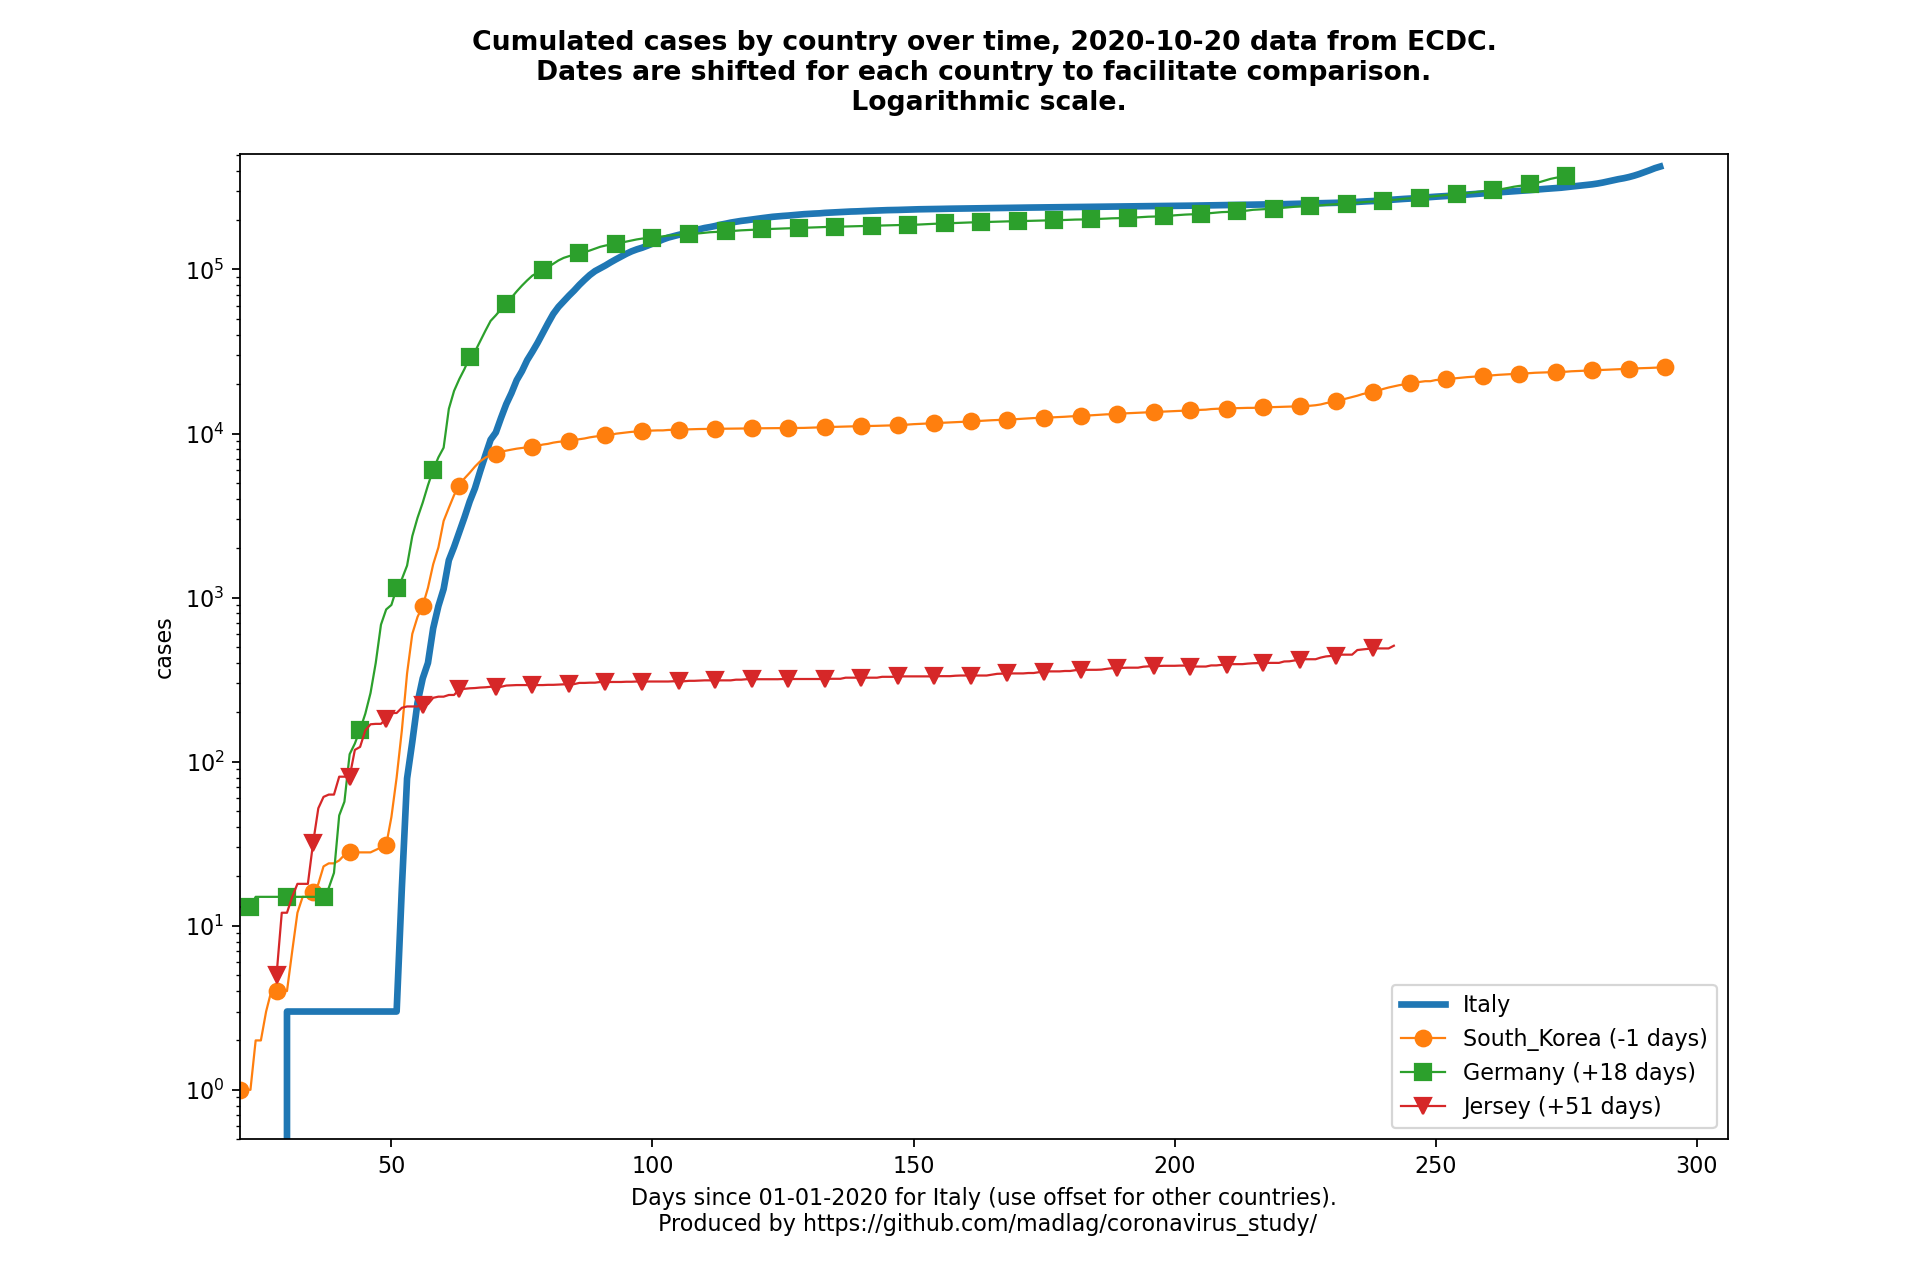 Cumulated cases by country over time, 2020-10-20 data from ECDC.
Dates are shifted for each country to facilitate comparison.
Logarithmic scale.
cases
10^5
10^4
10^3
10^2
10^1
10^0
50
100
150
200
250
300
Italy
South_Korea (-1 days)
Germany (+18 days)
Jersey (+51 days)
Days since 01-01-2020 for Italy (use offset for other countries).
Produced by https://github.com/madlag/coronavirus_study/